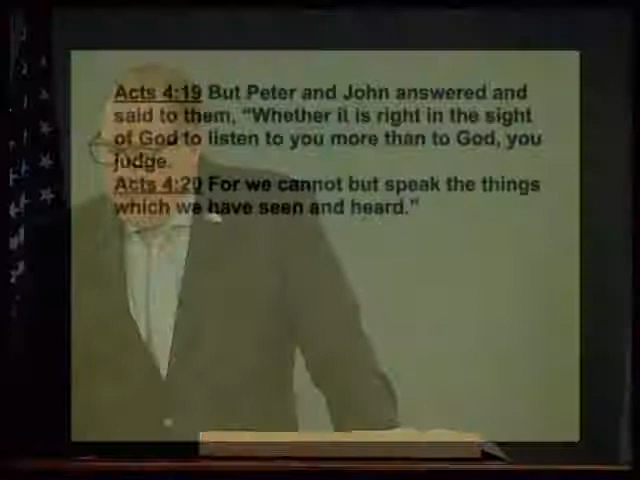 Acts 4:19 But Peter and John answered and
said to them, “Whether it is right in the sight
of God to listen to you more than to God, you
judge.
Acts 4:20 For we cannot but speak the things
which we have seen and heard.”